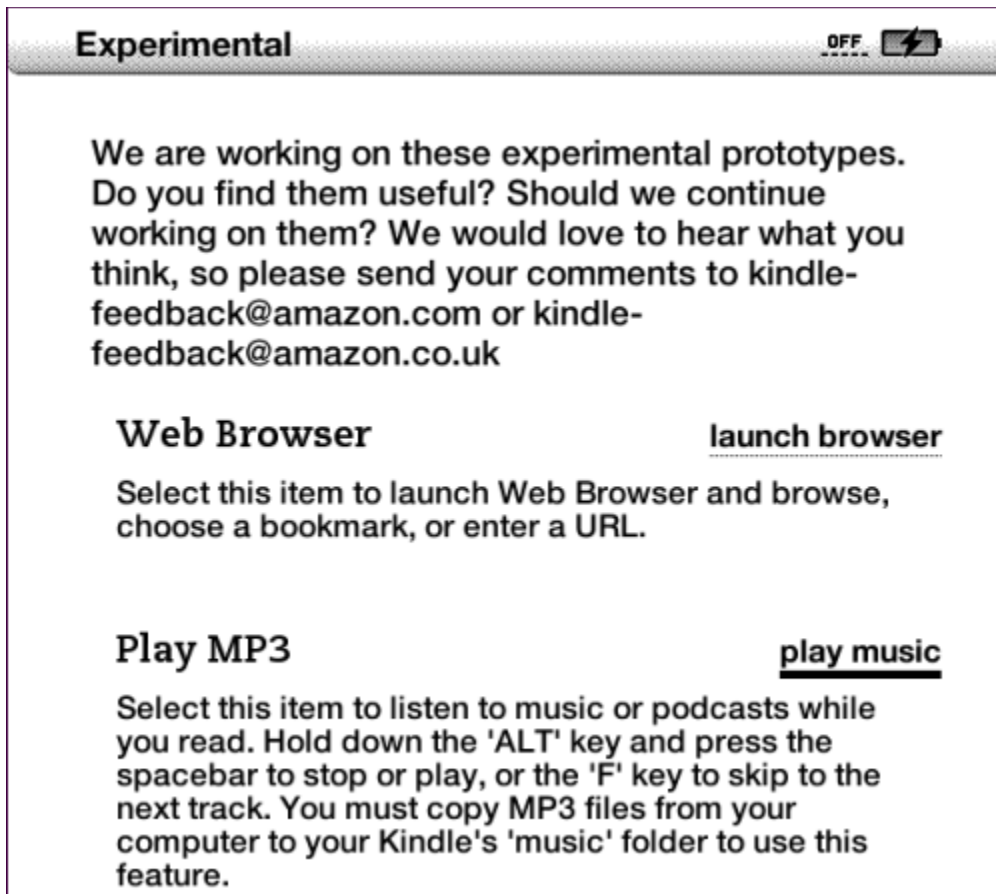 Experimental
OFF
We are working on these experimental prototypes.
Do you find them useful? Should we continue
working on them? We would love to hear what you
think, so please send your comments to kindle-
feedback@amazon.com or kindle-
feedback@amazon.co.uk
Web Browser
launch browser
Select this item to launch Web Browser and browse,
choose a bookmark, or enter a URL.
Play MP3
play music
Select this item to listen to music or podcasts while
you read. Hold down the 'ALT' key and press the
spacebar to stop or play, or the 'F' key to skip to the
next track. You must copy MP3 files from your
computer to your Kindle's 'music' folder to use this
feature.